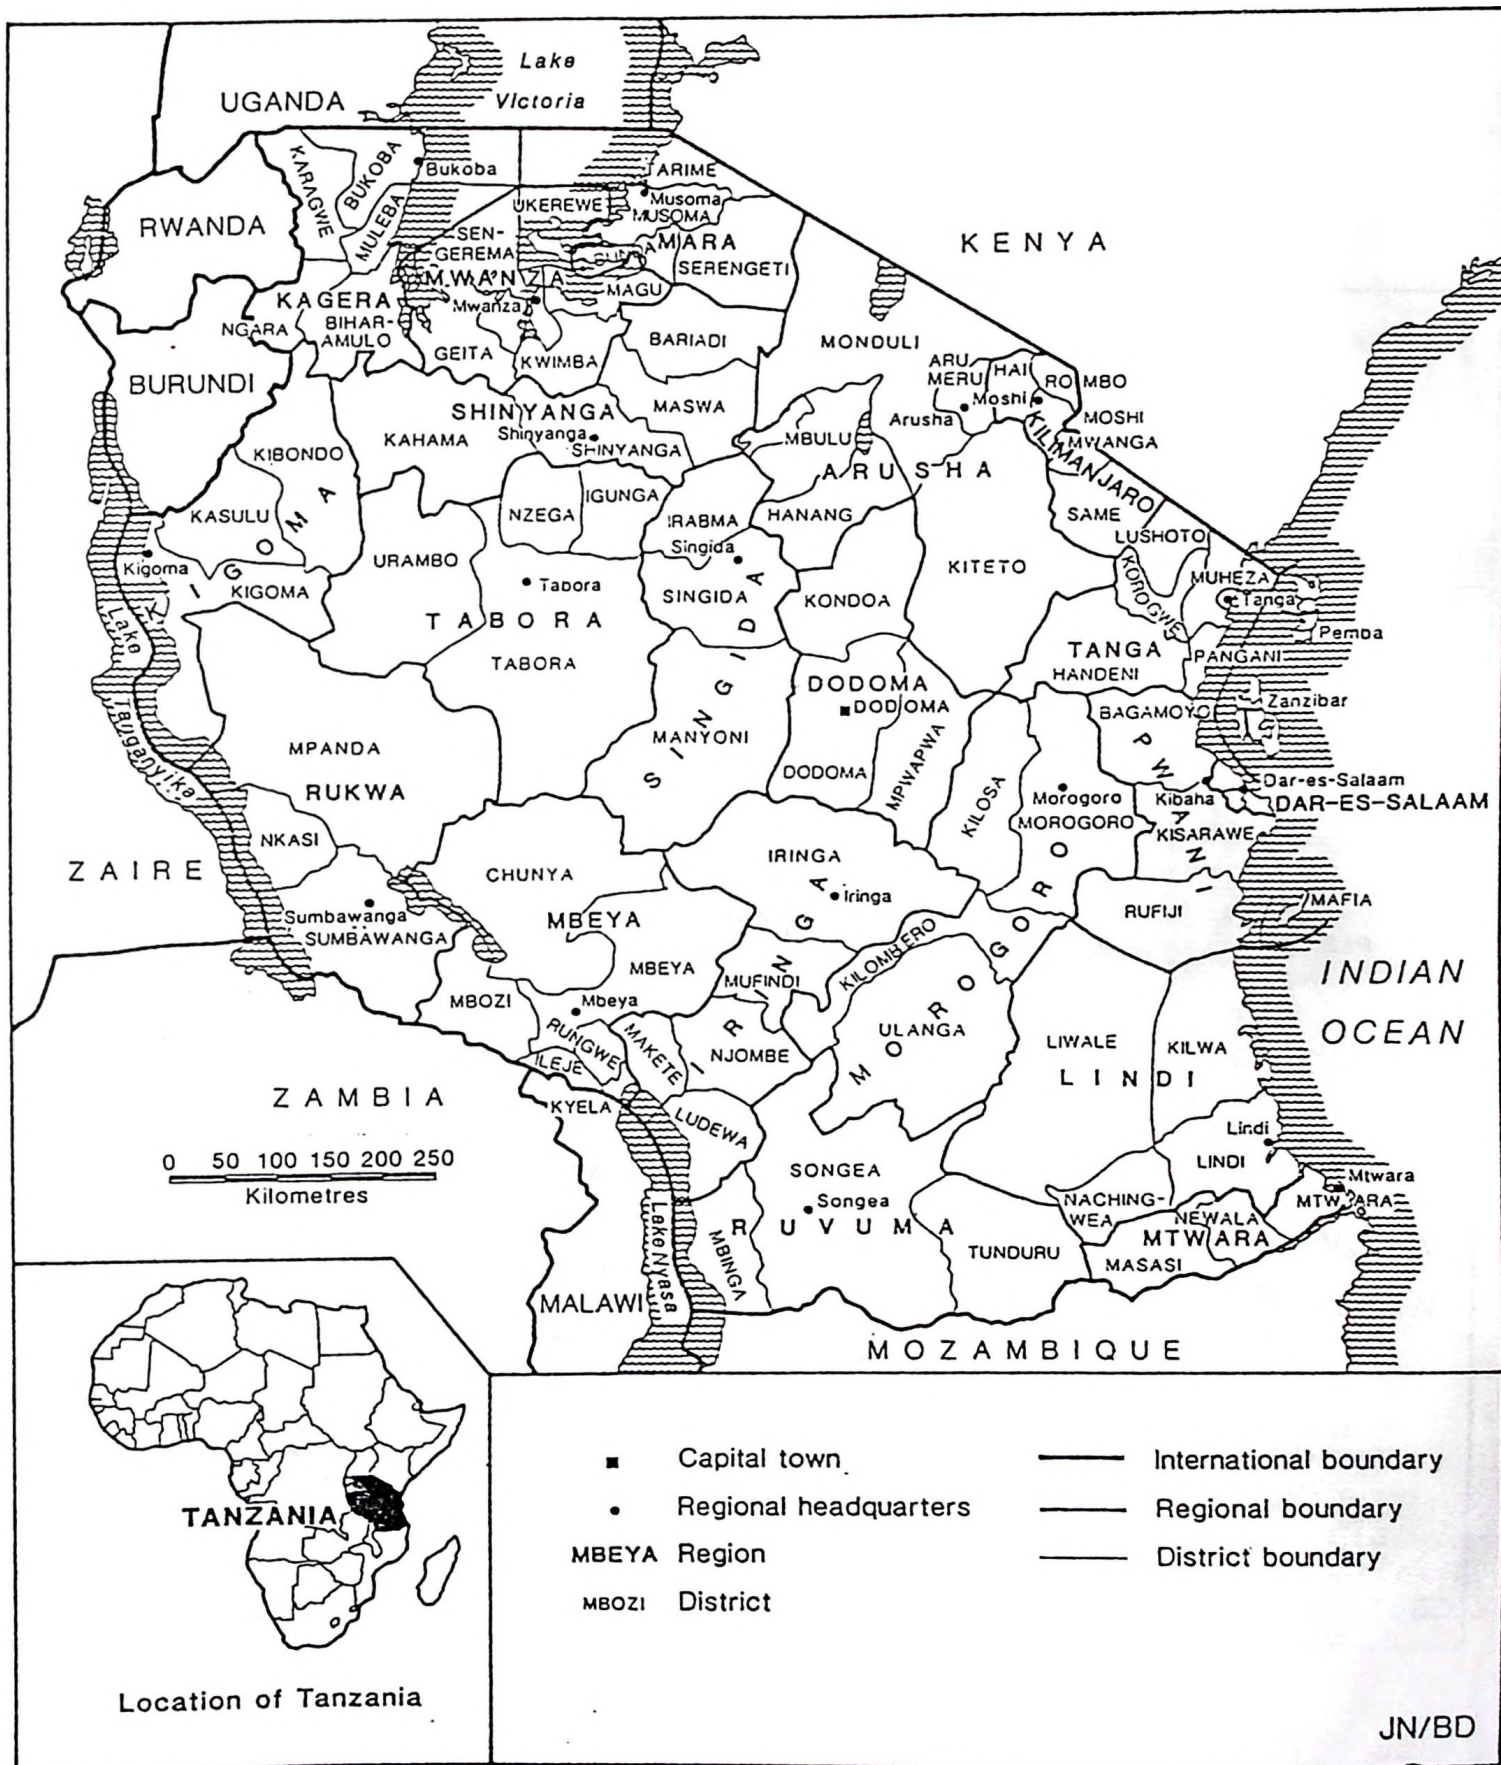 Lake
Victoria
UGANDA
KARAGWE
BUKOBA
Bukoba
TARIME
RWANDA
MULEBA
UKEREWE
Musoma
MUSOMA
KENYA
SEN-
GEREMA
MARA
SERENGETI
MWANZA
MAGU
KAGERA
Mwanza
NGARA
BIHAR-
AMULO
GEITA
KWIMBA
BARIADI
MONDULI
BURUNDI
ARU
MERU
HAI
ROMBO
Moshi
MOSHI
Arusha
MWANGA
KILIMANJARO
SHINYANGA
MASWA
KAHAMA
Shinyanga
SHINYANGA
MBULU
ARUSHA
KIBONDO
IGUNGA
NZEGA
KASULU
KIGOMA
IRABMA
HANANG
SAME
LUSHOTO
Singida
Kigoma
KIGOMA
URAMBO
Tabora
TABORA
TABORA
SINGIDA
SINGIDA
KONDOA
KITETO
KOROGWE
MUHEZA
Tanga
Pemba
TANGA
HANDENI
PANGANI
Lake Tanganyika
MPANDA
RUKWA
MANYONI
DODOMA
DODOMA
DODOMA
MPWAPWA
KILOSA
BAGAMOYO
Zanzibar
PWANI
Dar-es-Salaam
DAR-ES-SALAAM
Kibaha
KISARAWE
Morogoro
MOROGORO
MOROGORO
NKASI
ZAIRE
CHUNYA
IRINGA
Iringa
IRINGA
RUFIJI
MAFIA
Sumbawanga
SUMBAWANGA
MBEYA
MBEYA
MBOZI
Mbeya
MUFINDI
KILOMBERO
ULANGA
INDIAN
OCEAN
RUNGWE
MAKETE
ILEJE
NJOMBE
LIWALE
KILWA
LINDI
ZAMBIA
KYELA
LUDEWA
Lindi
LINDI
0 50 100 150 200 250
Kilometres
SONGEA
Songea
RUVUMA
Lake Nyasa
MBINGA
TUNDURU
NACHING-
WEA
NEWALA
Mtwara
MTWARA
MTWARA
MASASI
MALAWI
MOZAMBIQUE
TANZANIA
Location of Tanzania
Capital town
Regional headquarters
MBEYA Region
MBOZI District
International boundary
Regional boundary
District boundary
JN/BD